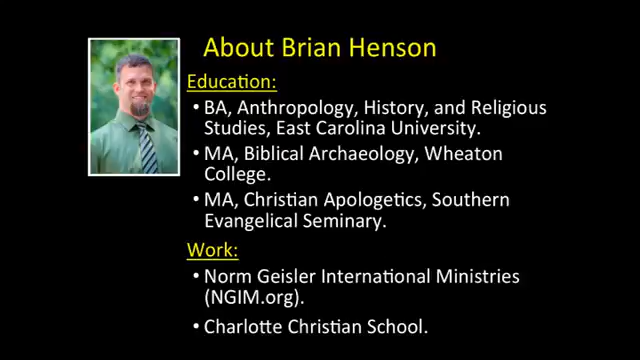 About Brian Henson
Education:
• BA, Anthropology, History, and Religious
Studies, East Carolina University.
• MA, Biblical Archaeology, Wheaton
College.
• MA, Christian Apologetics, Southern
Evangelical Seminary.
Work:
• Norm Geisler International Ministries
(NGIM.org).
• Charlotte Christian School.